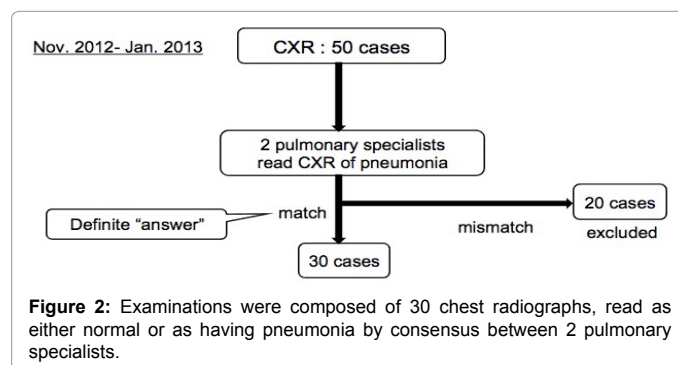 Nov. 2012- Jan. 2013
CXR : 50 cases
2 pulmonary specialists
read CXR of pneumonia
Definite “answer”
match
mismatch
20 cases
excluded
30 cases
Figure 2: Examinations were composed of 30 chest radiographs, read as
either normal or as having pneumonia by consensus between 2 pulmonary
specialists.